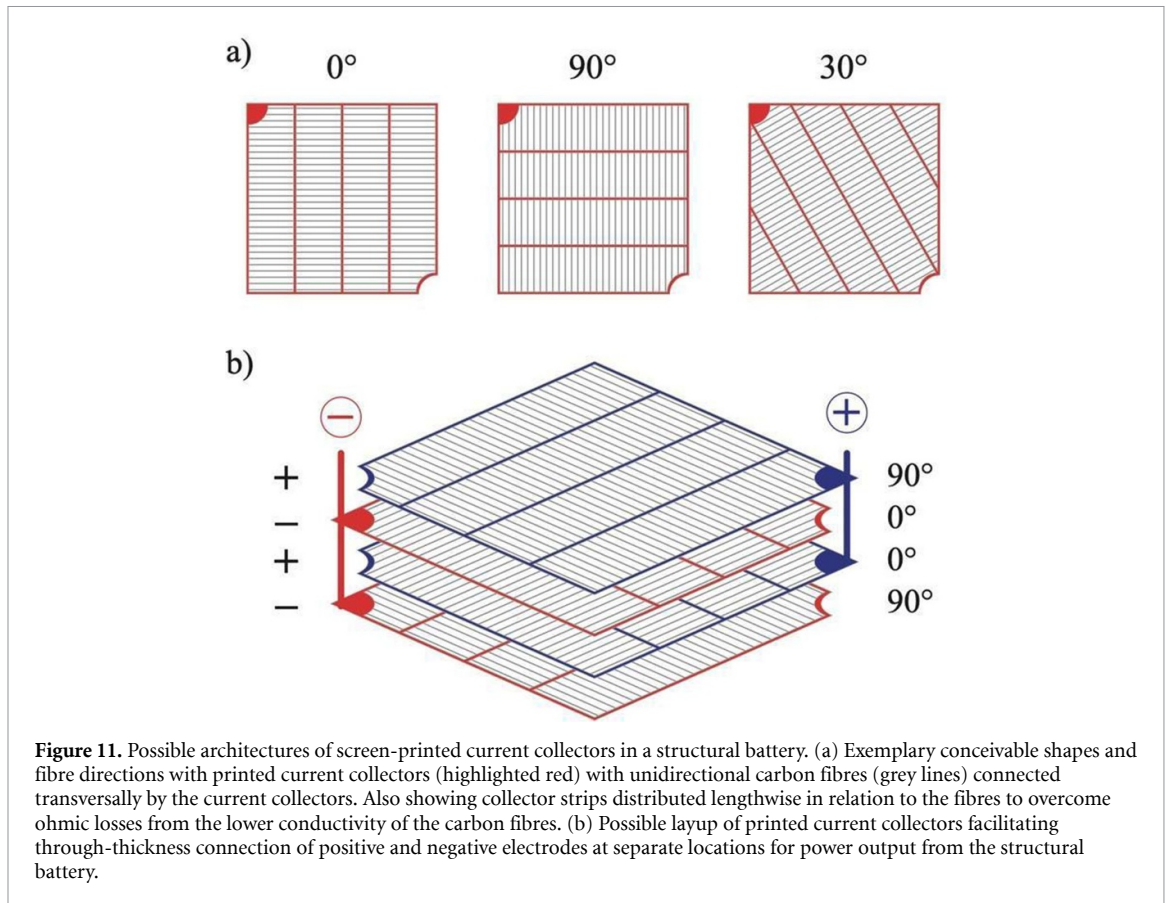 a)
0° 90° 30°
b)
− +
+ 90°
− 0°
+ 0°
− 90°
Figure 11. Possible architectures of screen-printed current collectors in a structural battery. (a) Exemplary conceivable shapes and
fibre directions with printed current collectors (highlighted red) with unidirectional carbon fibres (grey lines) connected
transversally by the current collectors. Also showing collector strips distributed lengthwise in relation to the fibres to overcome
ohmic losses from the lower conductivity of the carbon fibres. (b) Possible layup of printed current collectors facilitating
through-thickness connection of positive and negative electrodes at separate locations for power output from the structural
battery.